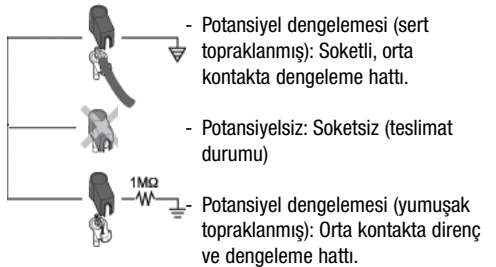 - Potansiyel dengelemesi (sert
topraklanmış): Soketli, orta
kontakta dengeleme hattı.
- Potansiyelsiz: Soketsiz (teslimat
durumu)
1MΩ
- Potansiyel dengelemesi (yumuşak
topraklanmış): Orta kontakta direnç
ve dengeleme hattı.